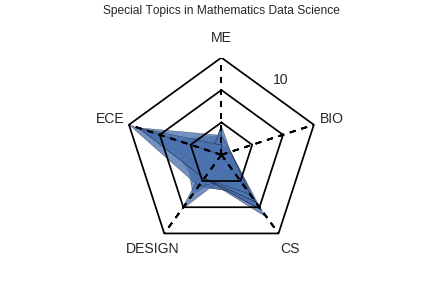 Special Topics in Mathematics Data Science
ME
10
ECE
BIO
DESIGN
CS